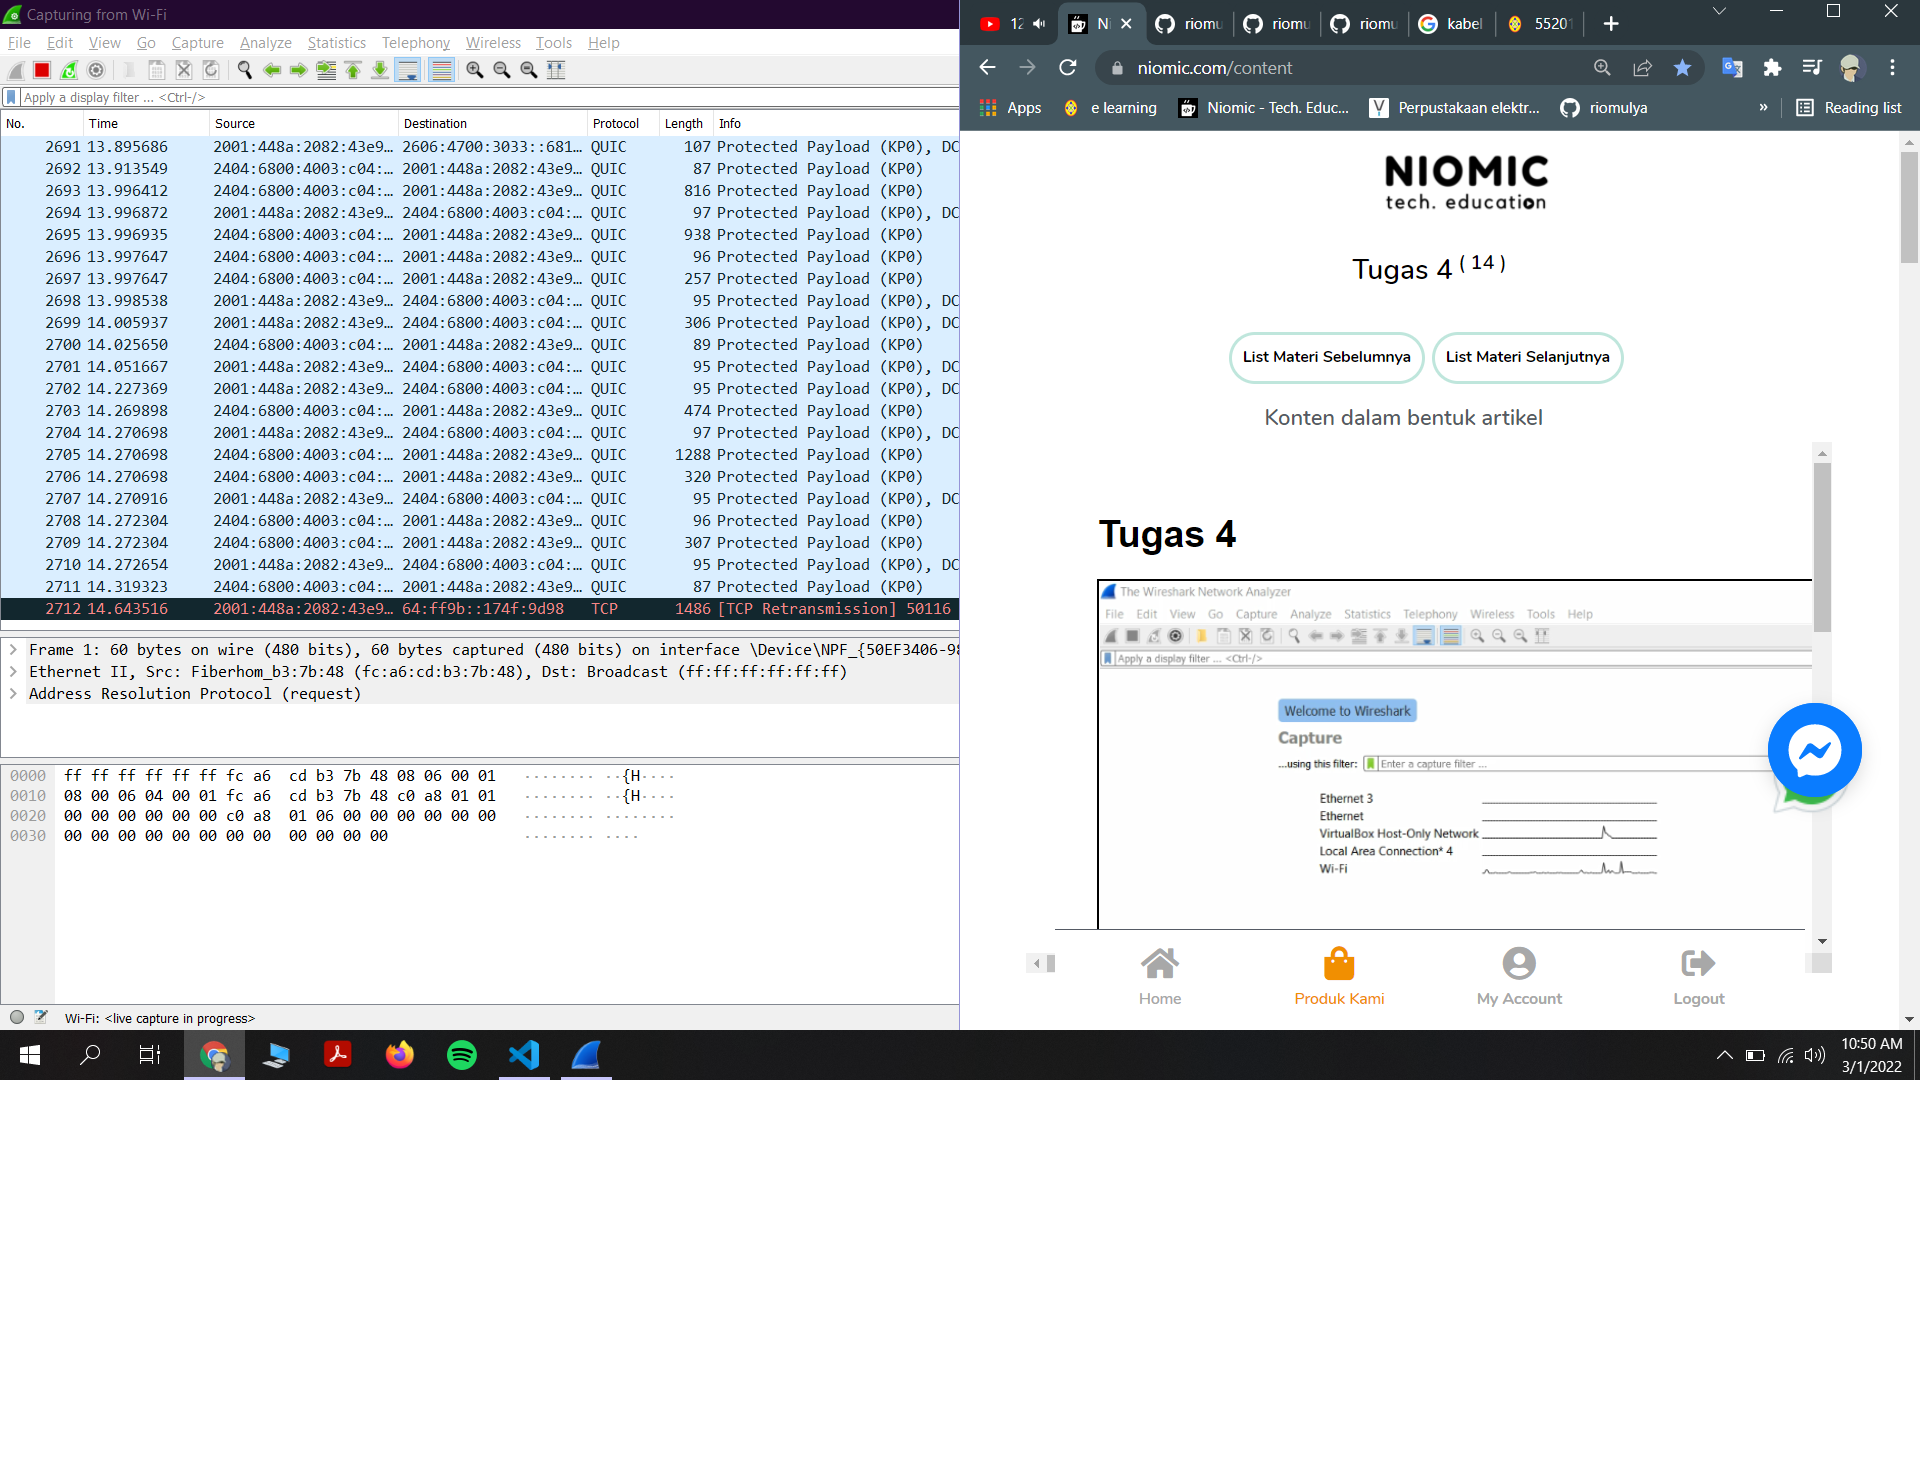 Capturing from Wi-Fi
File Edit View Go Capture Analyze Statistics Telephony Wireless Tools Help
Apply a display filter ... <Ctrl-/>
No. Time Source Destination Protocol Length Info
2691 13.895686 2001:448a:2082:43e9… 2606:4700:3033::681… QUIC 107 Protected Payload (KP0), DC
2692 13.913549 2404:6800:4003:c04:… 2001:448a:2082:43e9… QUIC 87 Protected Payload (KP0)
2693 13.996412 2404:6800:4003:c04:… 2001:448a:2082:43e9… QUIC 816 Protected Payload (KP0)
2694 13.996872 2001:448a:2082:43e9… 2404:6800:4003:c04:… QUIC 97 Protected Payload (KP0), DC
2695 13.996935 2404:6800:4003:c04:… 2001:448a:2082:43e9… QUIC 938 Protected Payload (KP0)
2696 13.997647 2404:6800:4003:c04:… 2001:448a:2082:43e9… QUIC 96 Protected Payload (KP0)
2697 13.997647 2404:6800:4003:c04:… 2001:448a:2082:43e9… QUIC 257 Protected Payload (KP0)
2698 13.998538 2001:448a:2082:43e9… 2404:6800:4003:c04:… QUIC 95 Protected Payload (KP0), DC
2699 14.005937 2001:448a:2082:43e9… 2404:6800:4003:c04:… QUIC 306 Protected Payload (KP0), DC
2700 14.025650 2404:6800:4003:c04:… 2001:448a:2082:43e9… QUIC 89 Protected Payload (KP0)
2701 14.051667 2001:448a:2082:43e9… 2404:6800:4003:c04:… QUIC 95 Protected Payload (KP0), DC
2702 14.227369 2001:448a:2082:43e9… 2404:6800:4003:c04:… QUIC 95 Protected Payload (KP0), DC
2703 14.269898 2404:6800:4003:c04:… 2001:448a:2082:43e9… QUIC 474 Protected Payload (KP0)
2704 14.270698 2001:448a:2082:43e9… 2404:6800:4003:c04:… QUIC 97 Protected Payload (KP0), DC
2705 14.270698 2404:6800:4003:c04:… 2001:448a:2082:43e9… QUIC 1288 Protected Payload (KP0)
2706 14.270698 2404:6800:4003:c04:… 2001:448a:2082:43e9… QUIC 320 Protected Payload (KP0)
2707 14.270916 2001:448a:2082:43e9… 2404:6800:4003:c04:… QUIC 95 Protected Payload (KP0), DC
2708 14.272304 2404:6800:4003:c04:… 2001:448a:2082:43e9… QUIC 96 Protected Payload (KP0)
2709 14.272304 2404:6800:4003:c04:… 2001:448a:2082:43e9… QUIC 307 Protected Payload (KP0)
2710 14.272654 2001:448a:2082:43e9… 2404:6800:4003:c04:… QUIC 95 Protected Payload (KP0), DC
2711 14.319323 2404:6800:4003:c04:… 2001:448a:2082:43e9… QUIC 87 Protected Payload (KP0)
2712 14.643516 2001:448a:2082:43e9… 64:ff9b::174f:9d98 TCP 1486 [TCP Retransmission] 50116
Frame 1: 60 bytes on wire (480 bits), 60 bytes captured (480 bits) on interface \Device\NPF_{50EF3406-98
Ethernet II, Src: Fiberhom_b3:7b:48 (fc:a6:cd:b3:7b:48), Dst: Broadcast (ff:ff:ff:ff:ff:ff)
Address Resolution Protocol (request)
0000 ff ff ff ff ff ff fc a6 cd b3 7b 48 08 06 00 01 ········ ··{H····
0010 08 00 06 04 00 01 fc a6 cd b3 7b 48 c0 a8 01 01 ········ ··{H····
0020 00 00 00 00 00 00 c0 a8 01 06 00 00 00 00 00 00 ········ ········
0030 00 00 00 00 00 00 00 00 00 00 00 00 ········ ····
Wi-Fi: <live capture in progress>
12 Ni riomu riomu riomu kabel 5520
niomic.com/content
Apps e learning Niomic - Tech. Educ... Perpustakaan elektr... riomulya » Reading list
NIOMIC
tech. education
Tugas 4 ( 14 )
List Materi Sebelumnya List Materi Selanjutnya
Konten dalam bentuk artikel
Tugas 4
The Wireshark Network Analyzer
File Edit View Go Capture Analyze Statistics Telephony Wireless Tools Help
Apply a display filter ... <Ctrl-/>
Welcome to Wireshark
Capture
...using this filter: Enter a capture filter ...
Ethernet 3
Ethernet
VirtualBox Host-Only Network
Local Area Connection* 4
Wi-Fi
Home Produk Kami My Account Logout
10:50 AM
3/1/2022